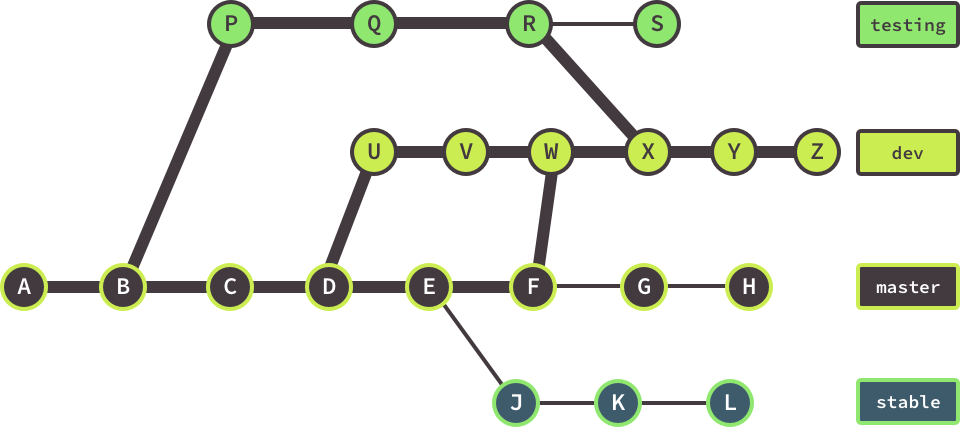 P Q R S testing
U V W X Y Z dev
A B C D E F G H master
J K L stable